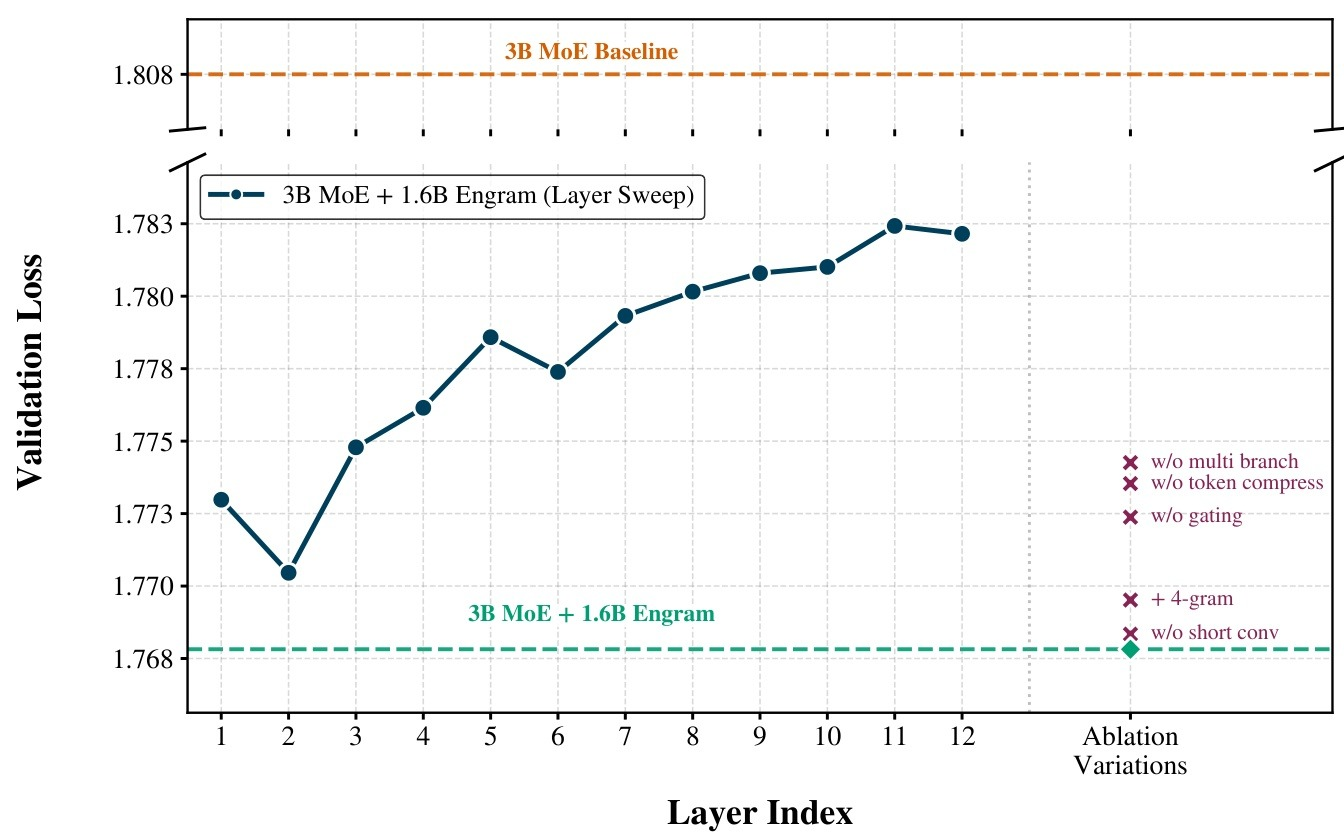 3B MoE Baseline
1.808
3B MoE + 1.6B Engram (Layer Sweep)
1.783
1.780
1.778
1.775
1.773
1.770
1.768
Validation Loss
w/o multi branch
w/o token compress
w/o gating
+ 4-gram
w/o short conv
3B MoE + 1.6B Engram
1 2 3 4 5 6 7 8 9 10 11 12
Ablation
Variations
Layer Index